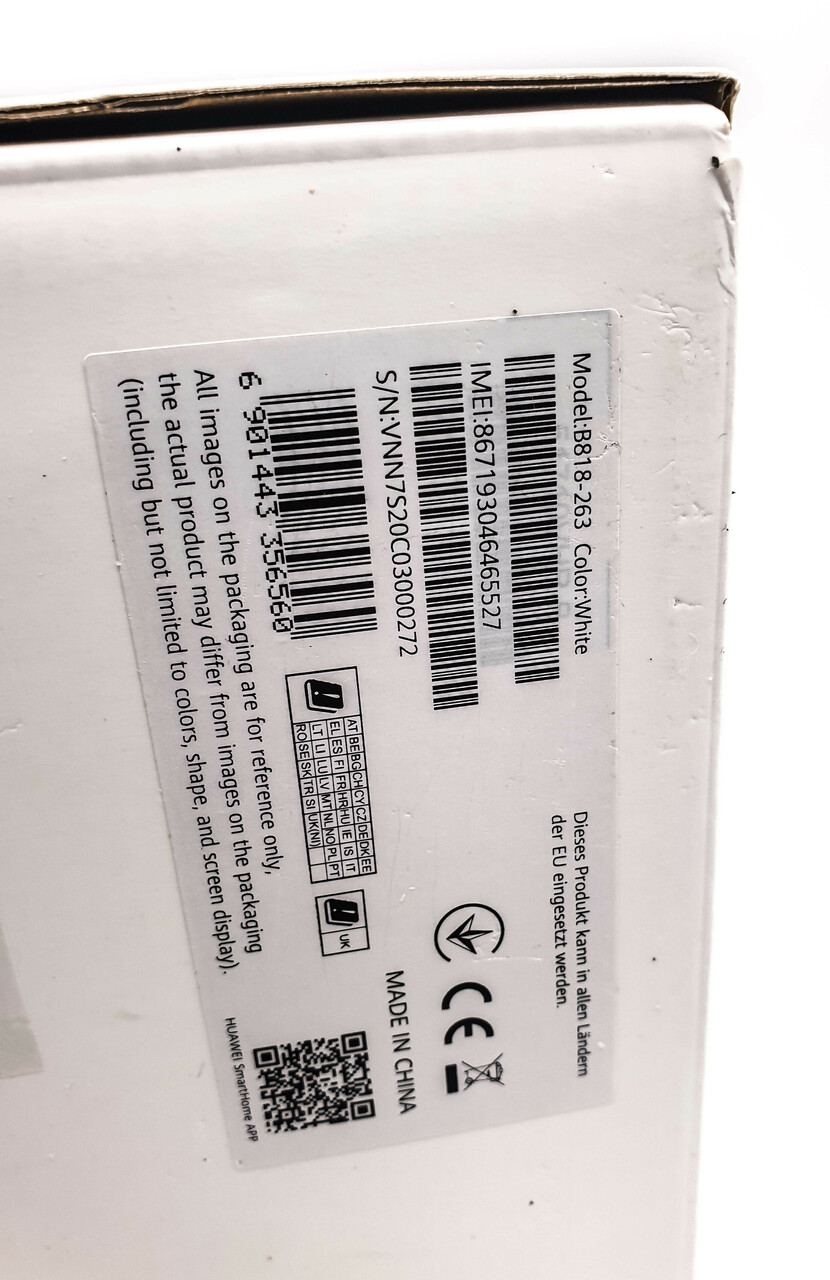 Model:B818-263 Color:White
IMEI:867193046465527
S/N:VNN7S20C03000272
6 901443 356560
All images on the packaging are for reference only,
the actual product may differ from images on the packaging
(including but not limited to colors, shape, and screen display).
Dieses Produkt kann in allen Ländern
der EU eingesetzt werden.
CE
MADE IN CHINA
AT BE BG CH CY CZ DE DK EE
EL ES FI FR HR HU IE IS IT
LT LI LU LV MT NL NO PL PT
RO SE SK TR SI UK(NI)
UK
HUAWEI SmartHome APP